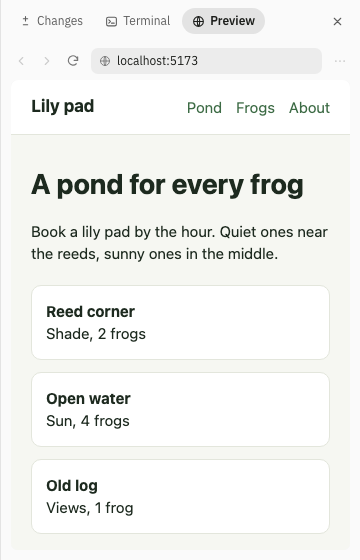 Changes Terminal Preview
localhost:5173
Lily pad Pond Frogs About
A pond for every frog
Book a lily pad by the hour. Quiet ones near
the reeds, sunny ones in the middle.
Reed corner
Shade, 2 frogs
Open water
Sun, 4 frogs
Old log
Views, 1 frog